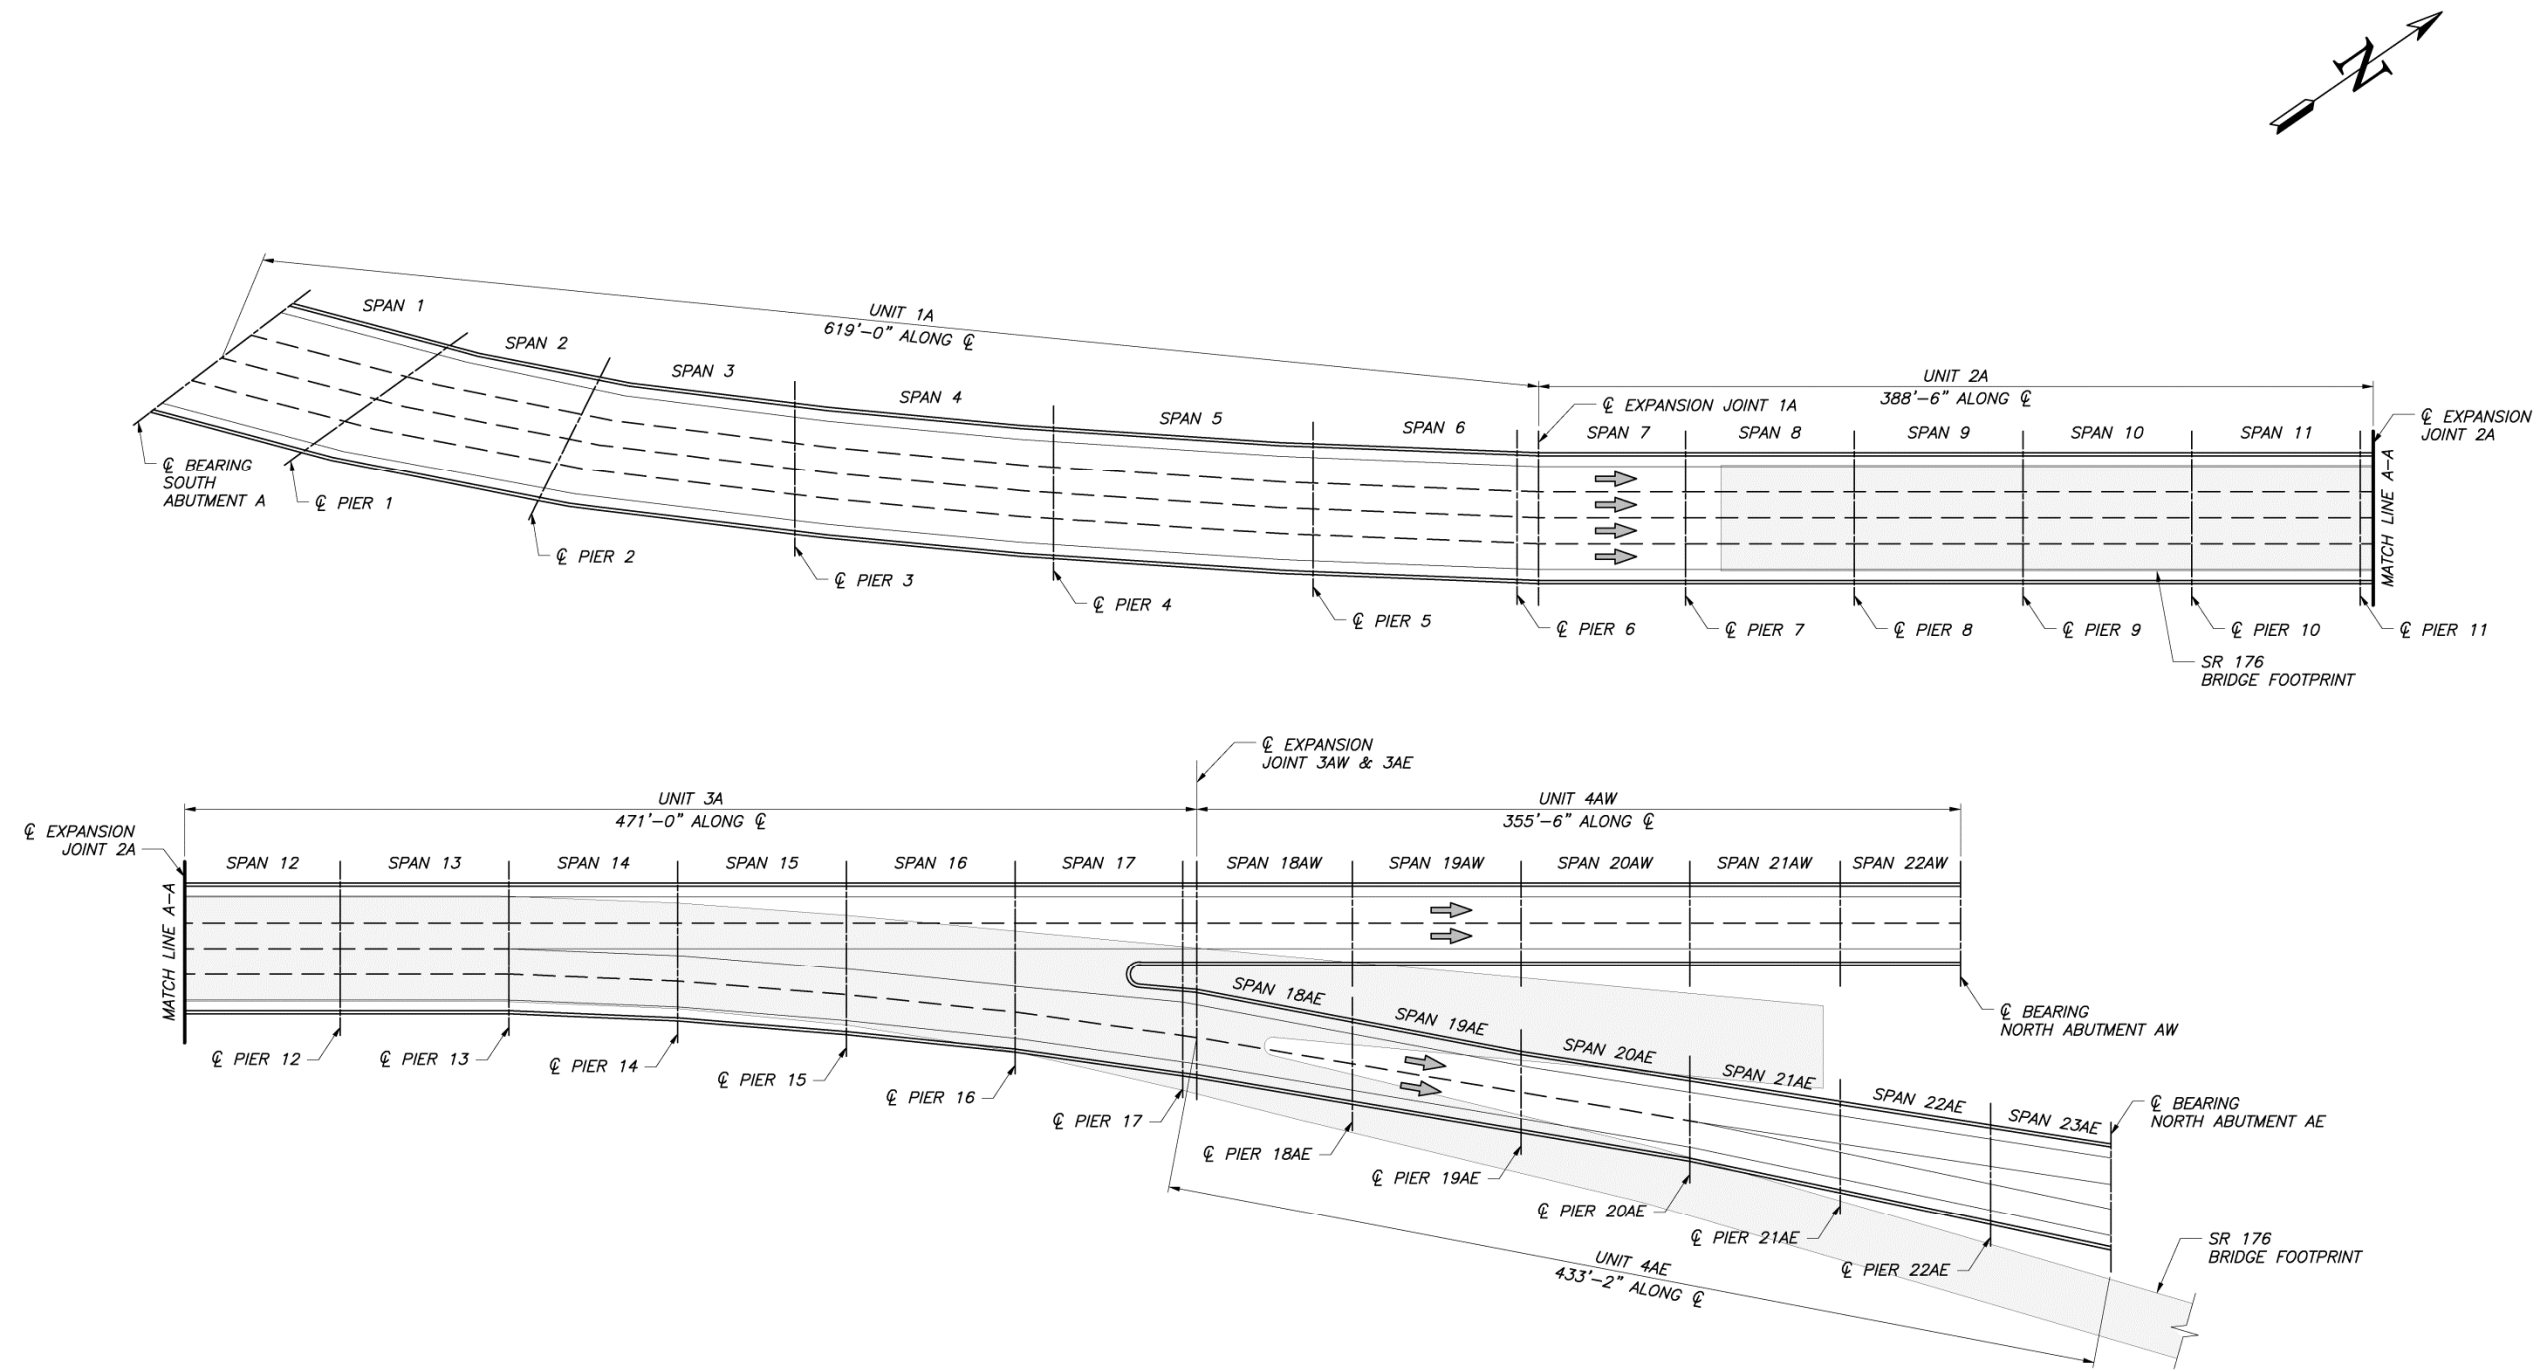 N
SPAN 1
SPAN 2
SPAN 3
SPAN 4
SPAN 5
SPAN 6
UNIT 1A
619'-0" ALONG ℄
UNIT 2A
388'-6" ALONG ℄
℄ EXPANSION JOINT 1A
SPAN 7
SPAN 8
SPAN 9
SPAN 10
SPAN 11
℄ EXPANSION
JOINT 2A
MATCH LINE A-A
℄ BEARING
SOUTH
ABUTMENT A
℄ PIER 1
℄ PIER 2
℄ PIER 3
℄ PIER 4
℄ PIER 5
℄ PIER 6
℄ PIER 7
℄ PIER 8
℄ PIER 9
℄ PIER 10
℄ PIER 11
SR 176
BRIDGE FOOTPRINT
℄ EXPANSION
JOINT 3AW & 3AE
UNIT 3A
471'-0" ALONG ℄
UNIT 4AW
355'-6" ALONG ℄
℄ EXPANSION
JOINT 2A
SPAN 12
SPAN 13
SPAN 14
SPAN 15
SPAN 16
SPAN 17
SPAN 18AW
SPAN 19AW
SPAN 20AW
SPAN 21AW
SPAN 22AW
MATCH LINE A-A
SPAN 18AE
SPAN 19AE
SPAN 20AE
SPAN 21AE
SPAN 22AE
SPAN 23AE
℄ BEARING
NORTH ABUTMENT AW
℄ BEARING
NORTH ABUTMENT AE
℄ PIER 12
℄ PIER 13
℄ PIER 14
℄ PIER 15
℄ PIER 16
℄ PIER 17
℄ PIER 18AE
℄ PIER 19AE
℄ PIER 20AE
℄ PIER 21AE
℄ PIER 22AE
UNIT 4AE
433'-2" ALONG ℄
SR 176
BRIDGE FOOTPRINT